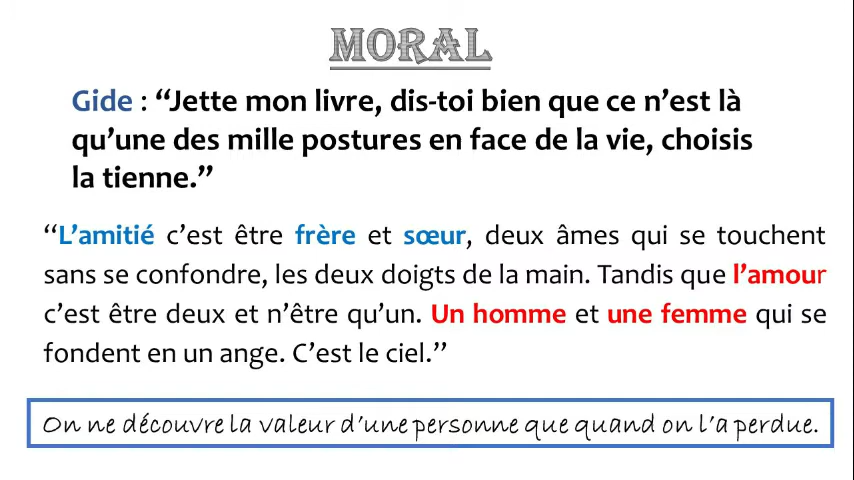 MORAL
Gide : “Jette mon livre, dis-toi bien que ce n’est là
qu’une des mille postures en face de la vie, choisis
la tienne.”
“L’amitié c’est être frère et sœur, deux âmes qui se touchent
sans se confondre, les deux doigts de la main. Tandis que l’amour
c’est être deux et n’être qu’un. Un homme et une femme qui se
fondent en un ange. C’est le ciel.”
On ne découvre la valeur d’une personne que quand on l’a perdue.